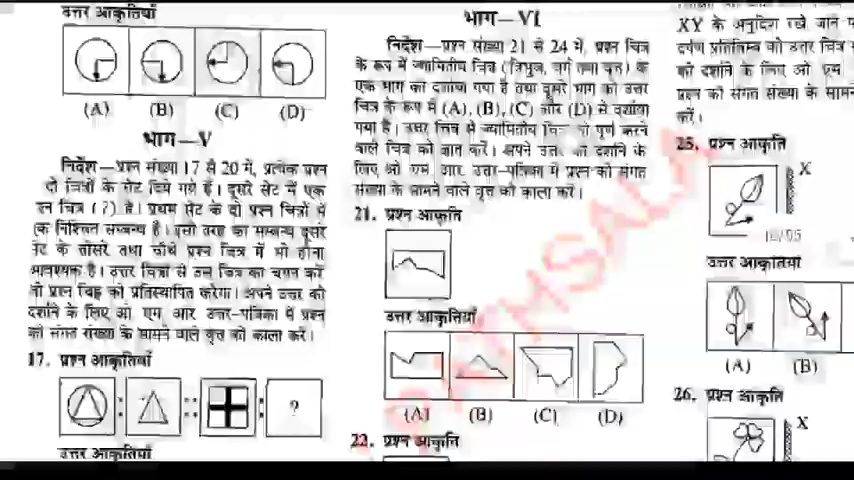 उत्तर आकृतियाँ
(A) (B) (C) (D)
भाग—V
निर्देश—प्रश्न संख्या 17 से 20 में, प्रत्येक प्रश्न
दो चित्रों के सेट दिये गये हैं। दूसरे सेट में एक
चित्र (?) है। प्रथम सेट के दो प्रश्न चित्रों में
एक निश्चित सम्बन्ध है। इसी तरह का सम्बन्ध दूसरे
सेट के तीसरे तथा चौथे प्रश्न चित्र में भी होना
आवश्यक है। उत्तर चित्रों से उस चित्र का चयन करें
जो प्रश्न चिह्न को प्रतिस्थापित करेगा। अपने उत्तर को
दर्शाने के लिए ओ एम आर उत्तर-पत्रिका में प्रश्न
की संगत संख्या के सामने वाले वृत्त को काला करें।
17. प्रश्न आकृतियाँ
: :: : ?
उत्तर आकृतियाँ
भाग—VI
निर्देश—प्रश्न संख्या 21 से 24 में, प्रश्न चित्र
के रूप में ज्यामितीय चित्र (त्रिभुज, वर्ग तथा वृत्त) के
एक भाग को दर्शाया गया है तथा दूसरे भाग को उत्तर
चित्र के रूप में (A), (B), (C) और (D) से दर्शाया
गया है। उत्तर चित्र से ज्यामितीय चित्र को पूर्ण करने
वाले चित्र को ज्ञात करें। अपने उत्तर को दर्शाने के
लिए ओ एम आर उत्तर-पत्रिका में प्रश्न की संगत
संख्या के सामने वाले वृत्त को काला करें।
21. प्रश्न आकृति
उत्तर आकृतियाँ
(A) (B) (C) (D)
22. प्रश्न आकृति
XY के अनुदिश रखे जाने
दर्पण प्रतिबिम्ब को उत्तर चित्र
को दर्शाने के लिए ओ एम
प्रश्न की संगत संख्या के सामने
करें।
25. प्रश्न आकृति
X
उत्तर आकृतियाँ
(A) (B)
26. प्रश्न आकृति
X
PATHSALA